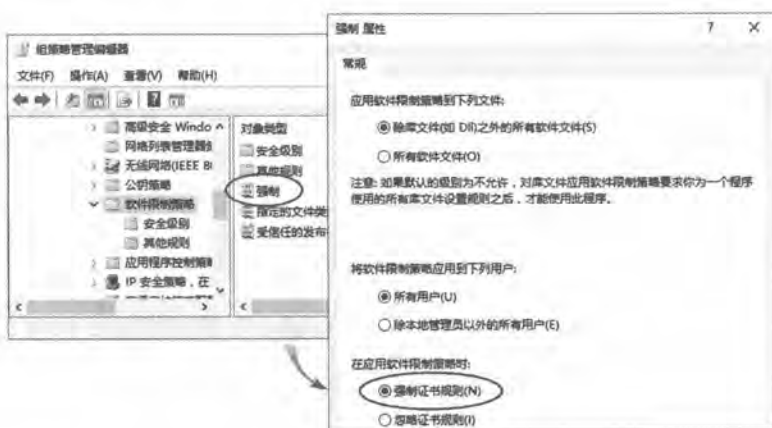 组策略管理编辑器
文件(F) 操作(A) 查看(V) 帮助(H)
高级安全 Windo
网络列表管理器
无线网络(IEEE 8
公钥策略
软件限制策略
安全级别
其他规则
应用程序控制策略
IP 安全策略，在
对象类型
安全级别
其他规则
强制
指定的文件类
受信任的发布
强制 属性
? X
常规
应用软件限制策略到下列文件:
除库文件(如 Dll)之外的所有软件文件(S)
所有软件文件(O)
注意: 如果默认的级别为不允许，对库文件应用软件限制策略要求你为一个程序
使用的所有库文件设置规则之后，才能使用此程序。
将软件限制策略应用到下列用户:
所有用户(U)
除本地管理员以外的所有用户(E)
在应用软件限制策略时:
强制证书规则(N)
忽略证书规则(I)